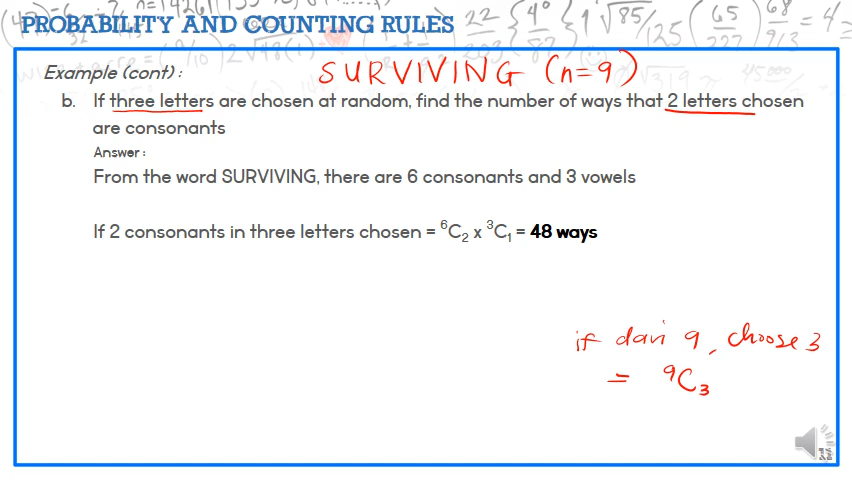 PROBABILITY AND COUNTING RULES
Example (cont) :
SURVIVING (n=9)
b. If three letters are chosen at random, find the number of ways that 2 letters chosen
are consonants
Answer :
From the word SURVIVING, there are 6 consonants and 3 vowels
If 2 consonants in three letters chosen = ⁶C₂ x ³C₁ = 48 ways
if dari 9, choose 3
= ⁹C₃